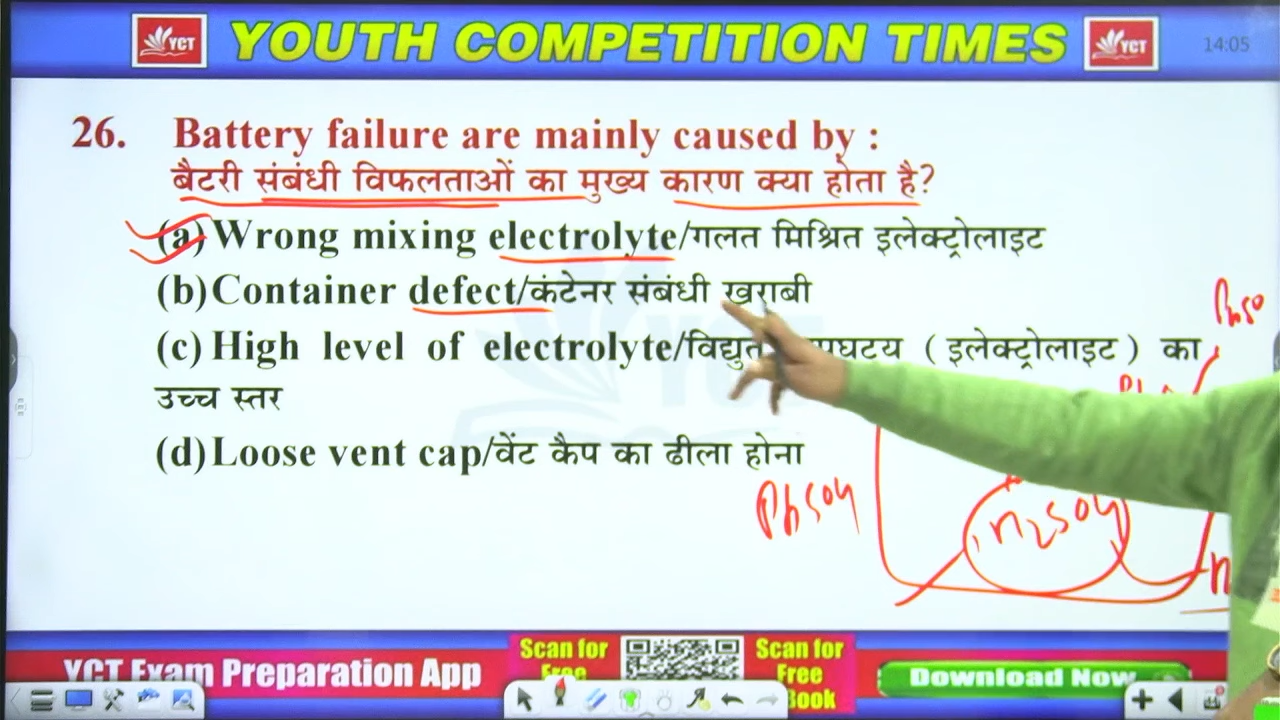 YCT
YOUTH COMPETITION TIMES
YCT
14:05
26. Battery failure are mainly caused by :
बैटरी संबंधी विफलताओं का मुख्य कारण क्या होता है?
(a) Wrong mixing electrolyte/गलत मिश्रित इलेक्ट्रोलाइट
(b) Container defect/कंटेनर संबंधी खराबी
(c) High level of electrolyte/विद्युत ( इलेक्ट्रोलाइट ) का
उच्च स्तर
(d) Loose vent cap/वेंट कैप का ढीला होना
PbSO4
H2SO4
YCT Exam Preparation App
Scan for
Free
Scan for
Free
Book
Download Now